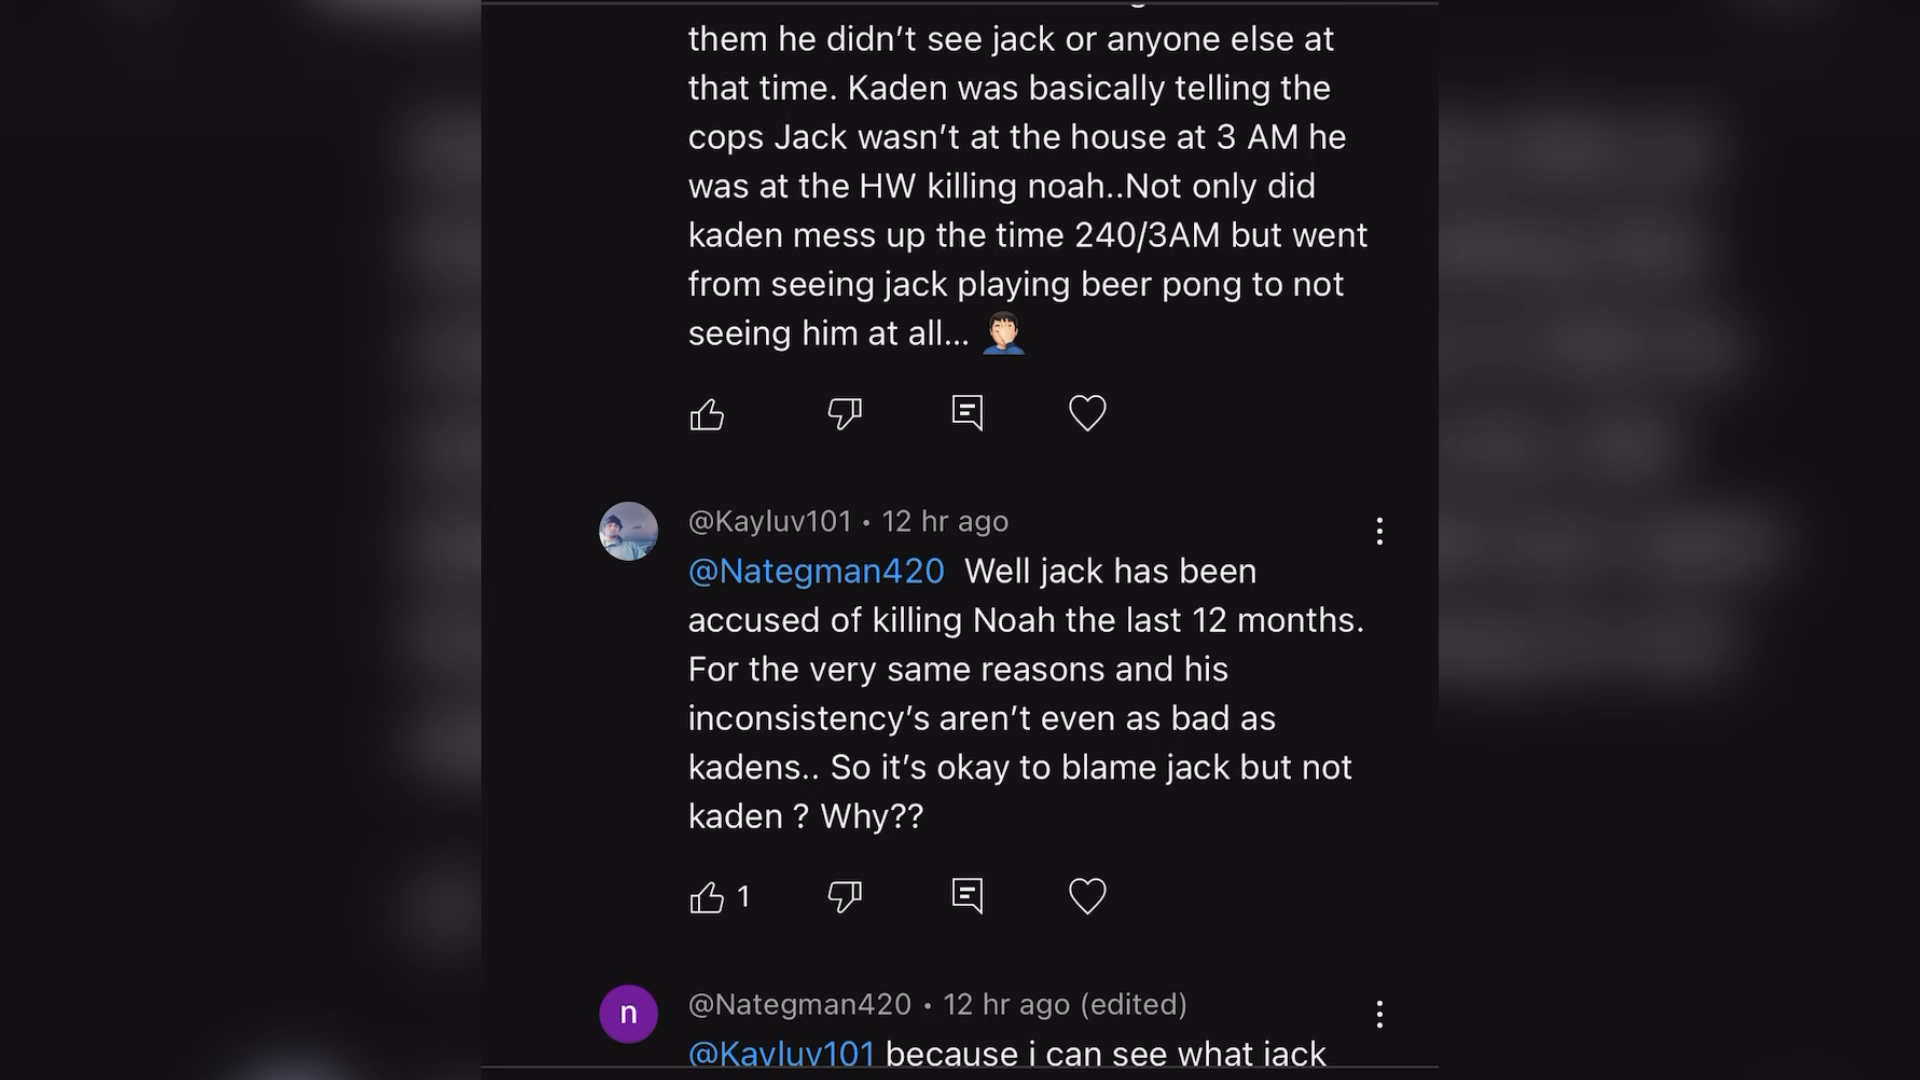 them he didn’t see jack or anyone else at
that time. Kaden was basically telling the
cops Jack wasn’t at the house at 3 AM he
was at the HW killing noah..Not only did
kaden mess up the time 240/3AM but went
from seeing jack playing beer pong to not
seeing him at all... 🤦🏻‍♂️
@Kayluv101 • 12 hr ago
@Nategman420 Well jack has been
accused of killing Noah the last 12 months.
For the very same reasons and his
inconsistency’s aren’t even as bad as
kadens.. So it’s okay to blame jack but not
kaden ? Why??
1
n
@Nategman420 • 12 hr ago (edited)
@Kayluv101 because i can see what jack